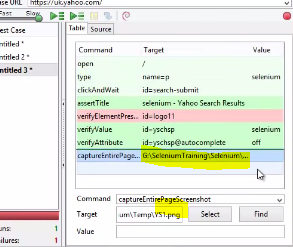 ase URL https://uk.yahoo.com/
Fast Slow
est Case
ntitled *
ntitled 2 *
ntitled 3 *
Table Source
Command Target Value
open /
type name=p selenium
clickAndWait id=search-submit
assertTitle selenium - Yahoo Search Results
verifyElementPres... id=logo11
verifyValue id=yschsp selenium
verifyAttribute id=yschsp@autocomplete off
captureEntirePage... G:\SeleniumTraining\Selenium\...
Command captureEntirePageScreenshot
Target um\Temp\YS1.png Select Find
Value
uns: 1
ailures: 1